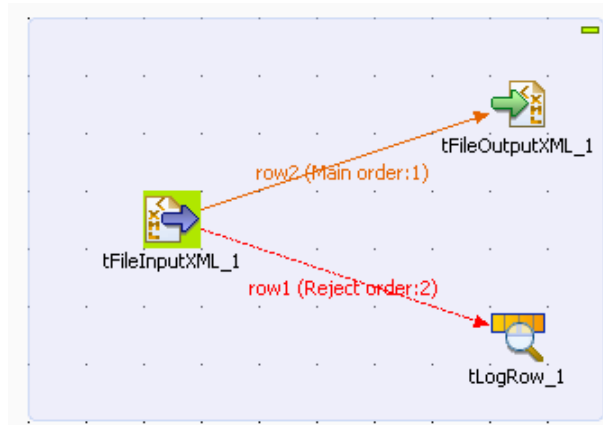 tFileOutputXML_1
row2 (Main order:1)
tFileInputXML_1
row1 (Reject order:2)
tLogRow_1